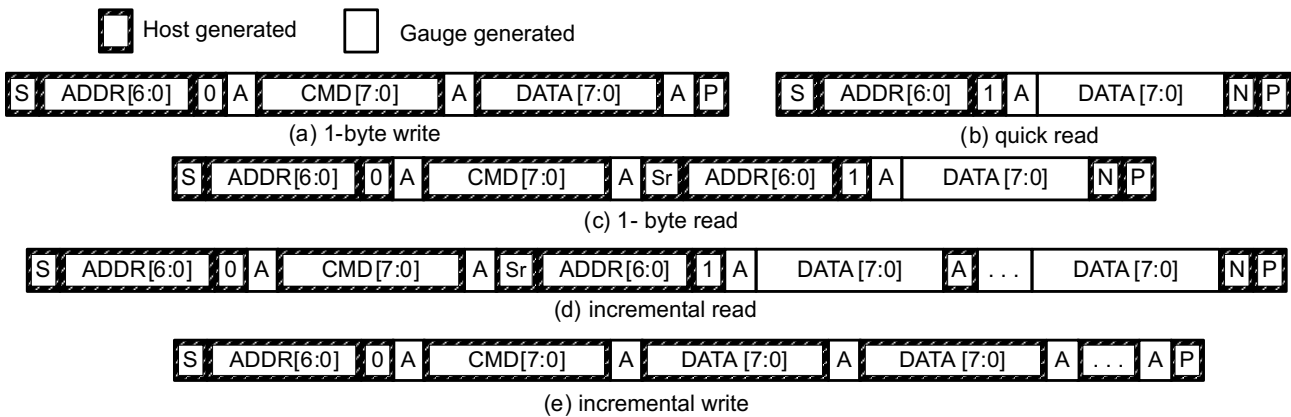 Host generated Gauge generated
S ADDR[6:0] 0 A CMD[7:0] A DATA[7:0] A P S ADDR[6:0] 1 A DATA[7:0] N P
(a) 1-byte write (b) quick read
S ADDR[6:0] 0 A CMD[7:0] A Sr ADDR[6:0] 1 A DATA[7:0] N P
(c) 1- byte read
S ADDR[6:0] 0 A CMD[7:0] A Sr ADDR[6:0] 1 A DATA[7:0] A . . . DATA[7:0] N P
(d) incremental read
S ADDR[6:0] 0 A CMD[7:0] A DATA[7:0] A DATA[7:0] A . . . A P
(e) incremental write